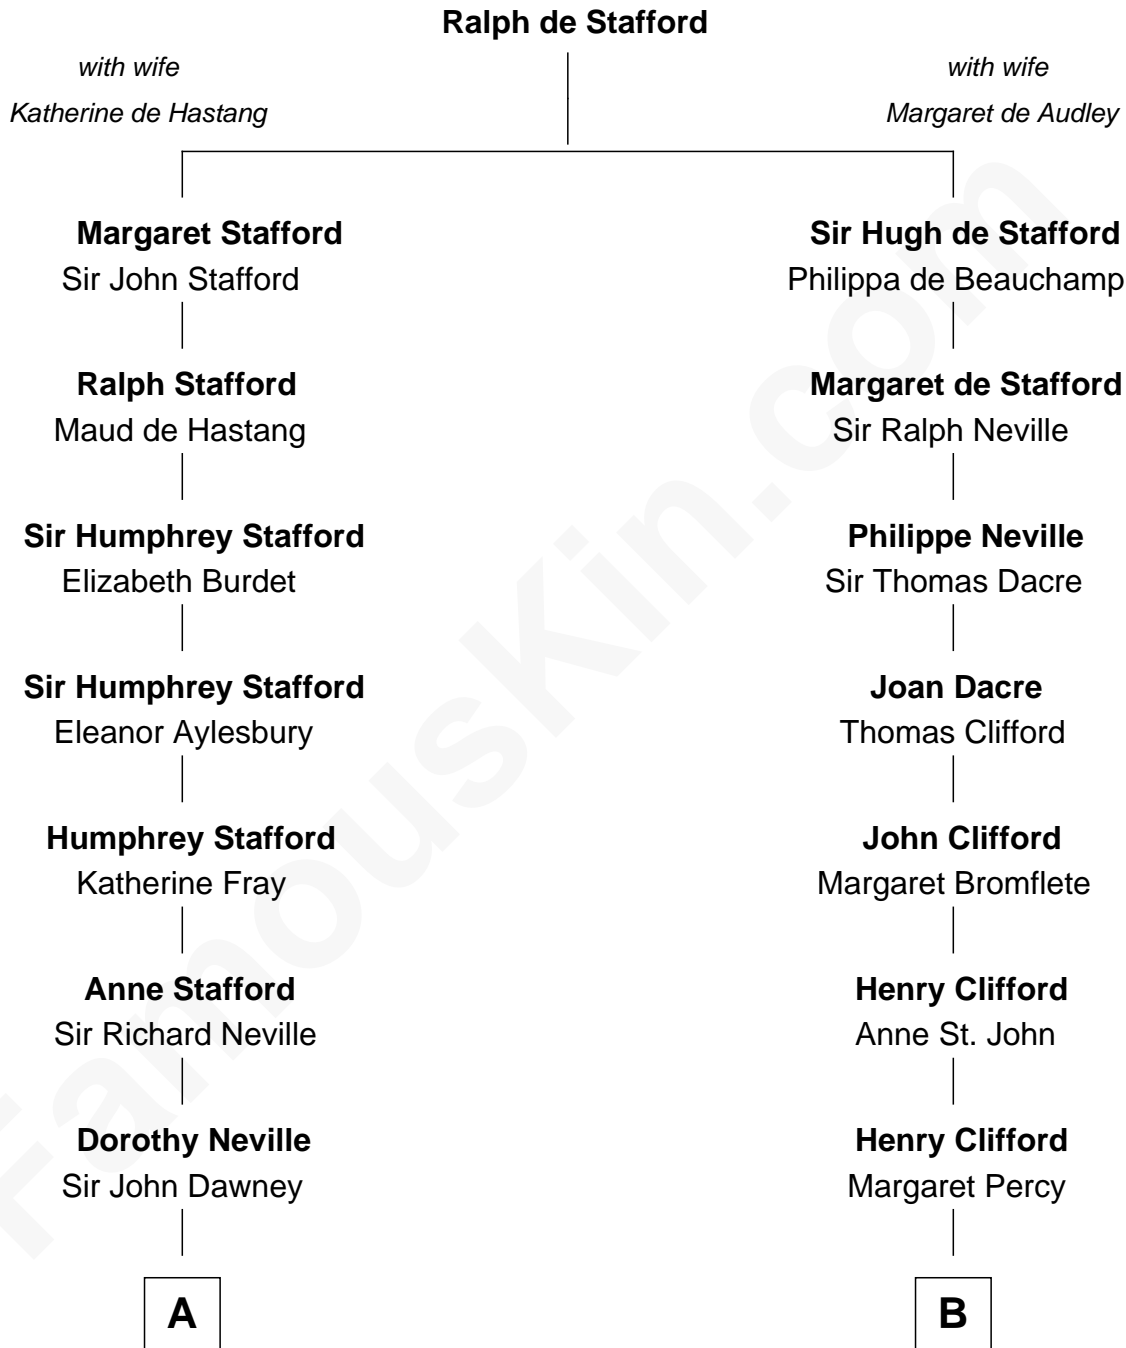 Ralph de Stafford
with wife
Katherine de Hastang
with wife
Margaret de Audley
Margaret Stafford
Sir John Stafford
Sir Hugh de Stafford
Philippa de Beauchamp
Ralph Stafford
Maud de Hastang
Margaret de Stafford
Sir Ralph Neville
Sir Humphrey Stafford
Elizabeth Burdet
Philippe Neville
Sir Thomas Dacre
Sir Humphrey Stafford
Eleanor Aylesbury
Joan Dacre
Thomas Clifford
Humphrey Stafford
Katherine Fray
John Clifford
Margaret Bromflete
Anne Stafford
Sir Richard Neville
Henry Clifford
Anne St. John
Dorothy Neville
Sir John Dawney
Henry Clifford
Margaret Percy
A
B
FamousKin.com